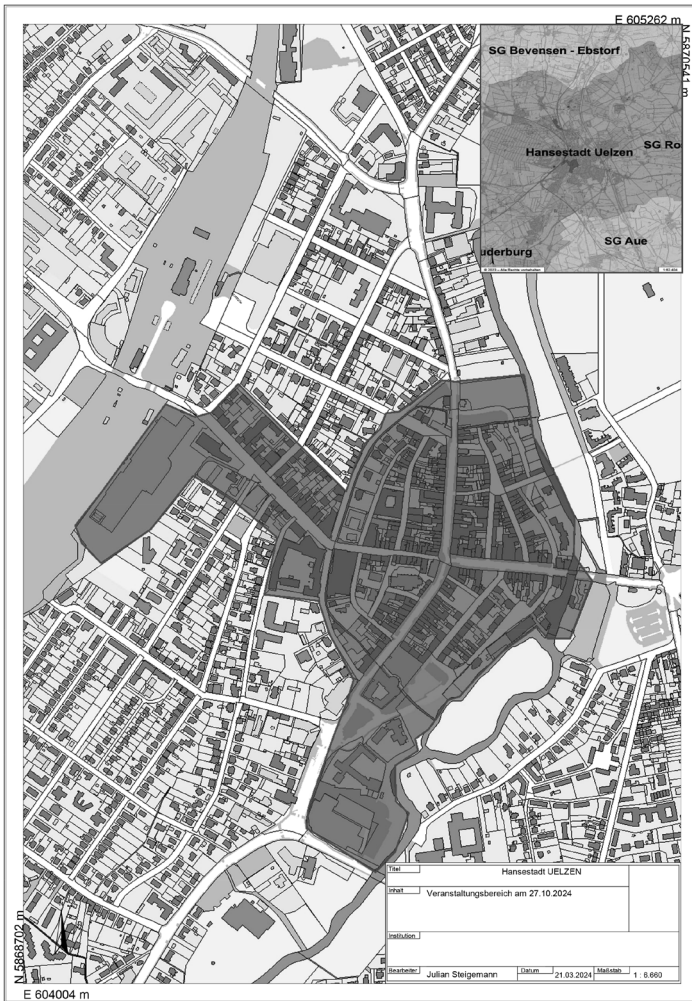 E 605262 m
N 5870541 m
SG Bevensen - Ebstorf
Hansestadt Uelzen
SG Ro
SG Aue
uderburg
Titel
Hansestadt UELZEN
Inhalt
Veranstaltungsbereich am 27.10.2024
Institution
Bearbeiter
Julian Steigemann
Datum
21.03.2024
Maßstab
1 : 6.660
N 5868702 m
E 604004 m